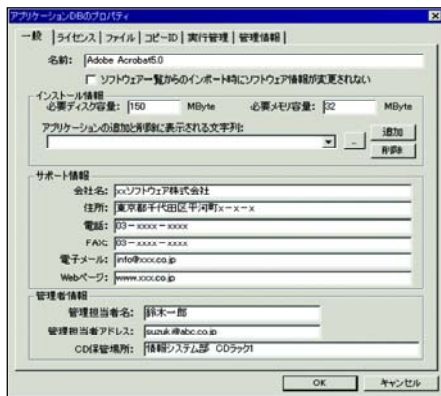 アプリケーションDBのプロパティ
一般 ライセンス ファイル コピーID 実行管理 管理情報
名前: Adobe Acrobat5.0
ソフトウェア一覧からのインポート時にソフトウェア情報が変更されない
インストール情報
必要ディスク容量: 150 MByte 必要メモリ容量: 32 MByte
アプリケーションの追加と削除に表示される文字列:
... 追加
削除
サポート情報
会社名: xxソフトウェア株式会社
住所: 東京都千代田区平河町x-x-x
電話: 03-xxxx-xxxx
FAX: 03-xxxx-xxxx
電子メール: info@xxx.co.jp
Webページ: www.xxx.co.jp
管理者情報
管理担当者名: 鈴木一郎
管理担当者アドレス: suzuki@abc.co.jp
CD保管場所: 情報システム部 CDラック1
OK キャンセル